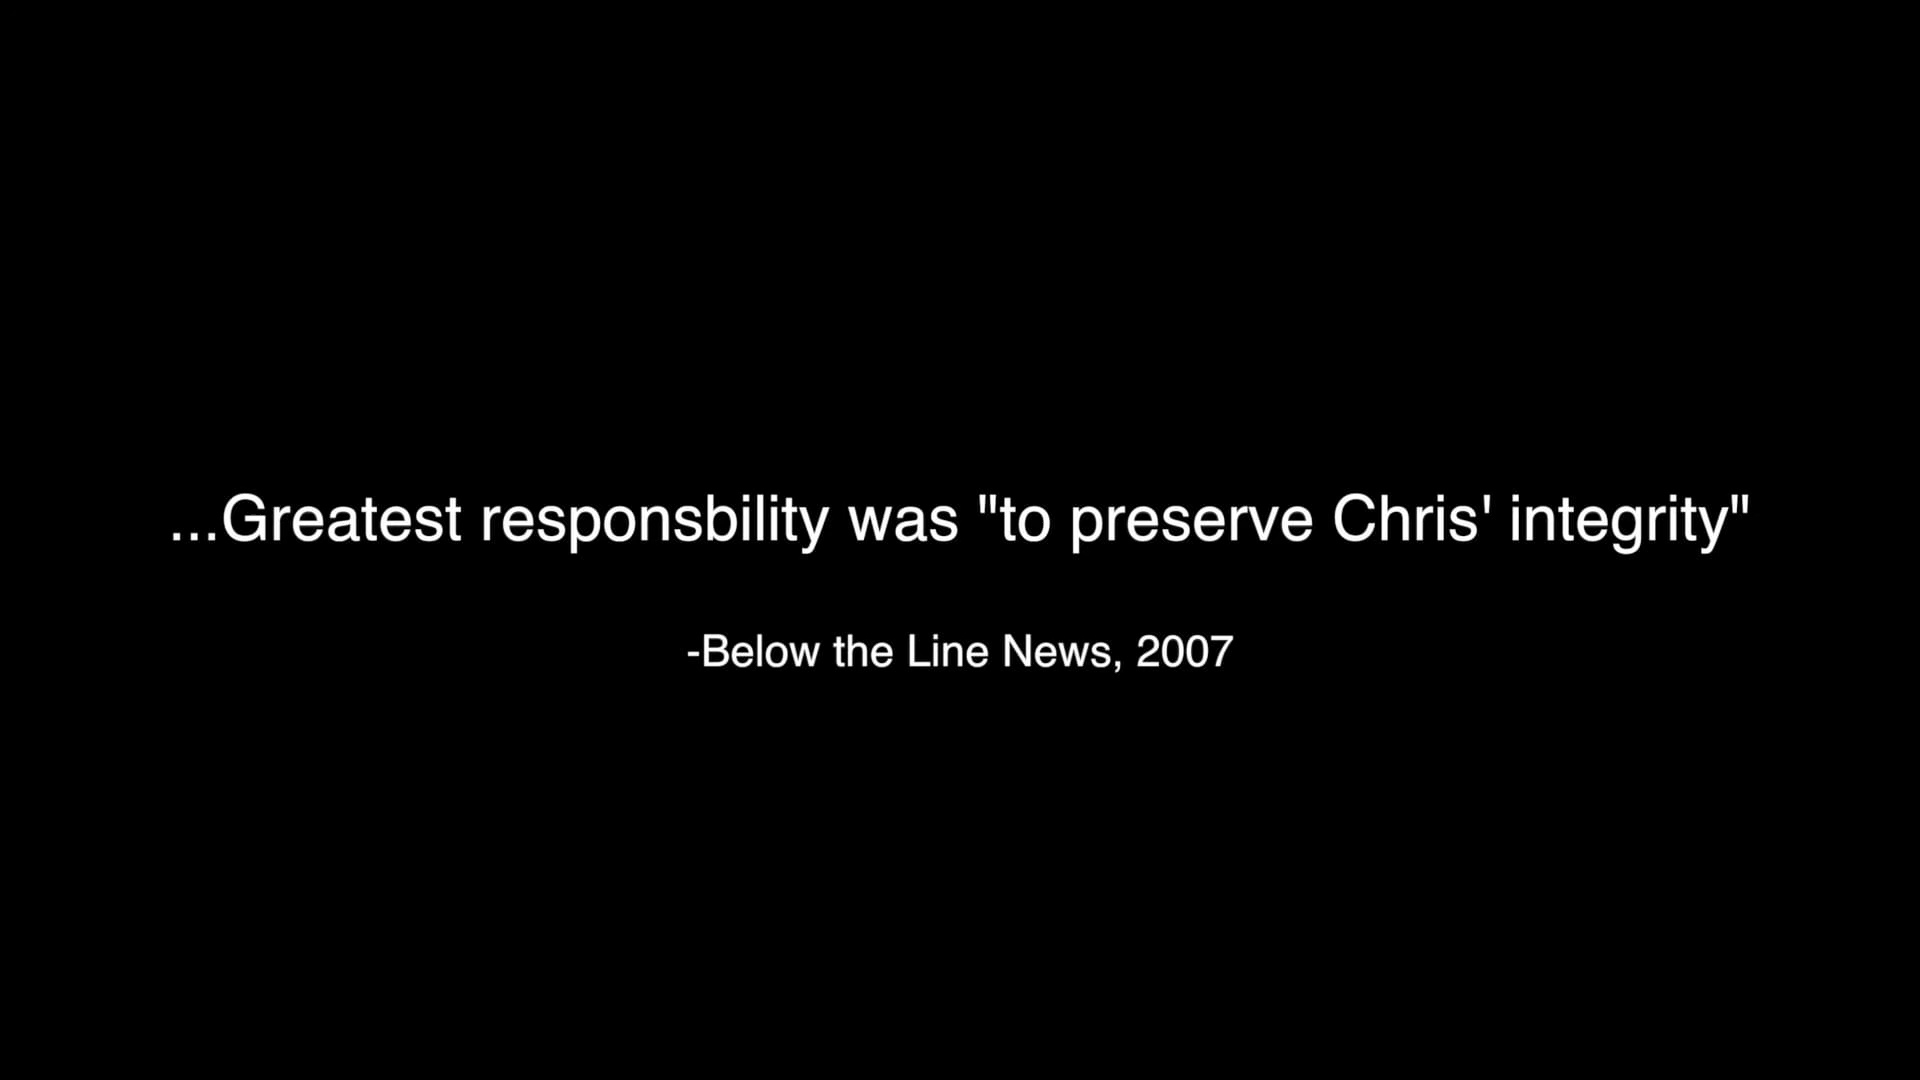 ...Greatest responsbility was "to preserve Chris' integrity"
-Below the Line News, 2007